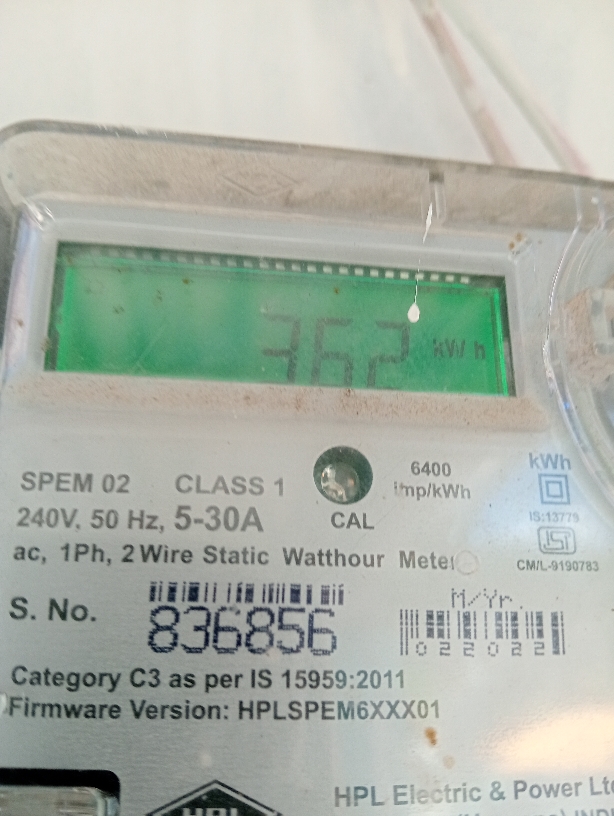 362 kWh
SPEM 02 CLASS 1
6400 imp/kWh
kWh
240V. 50 Hz, 5-30A
CAL
IS:13779
ac, 1Ph, 2 Wire Static Watthour Meter
CM/L-9190783
S. No. 836856
M/Yr.
022022
Category C3 as per IS 15959:2011
Firmware Version: HPLSPEM6XXX01
HPL Electric & Power Ltd
HPL